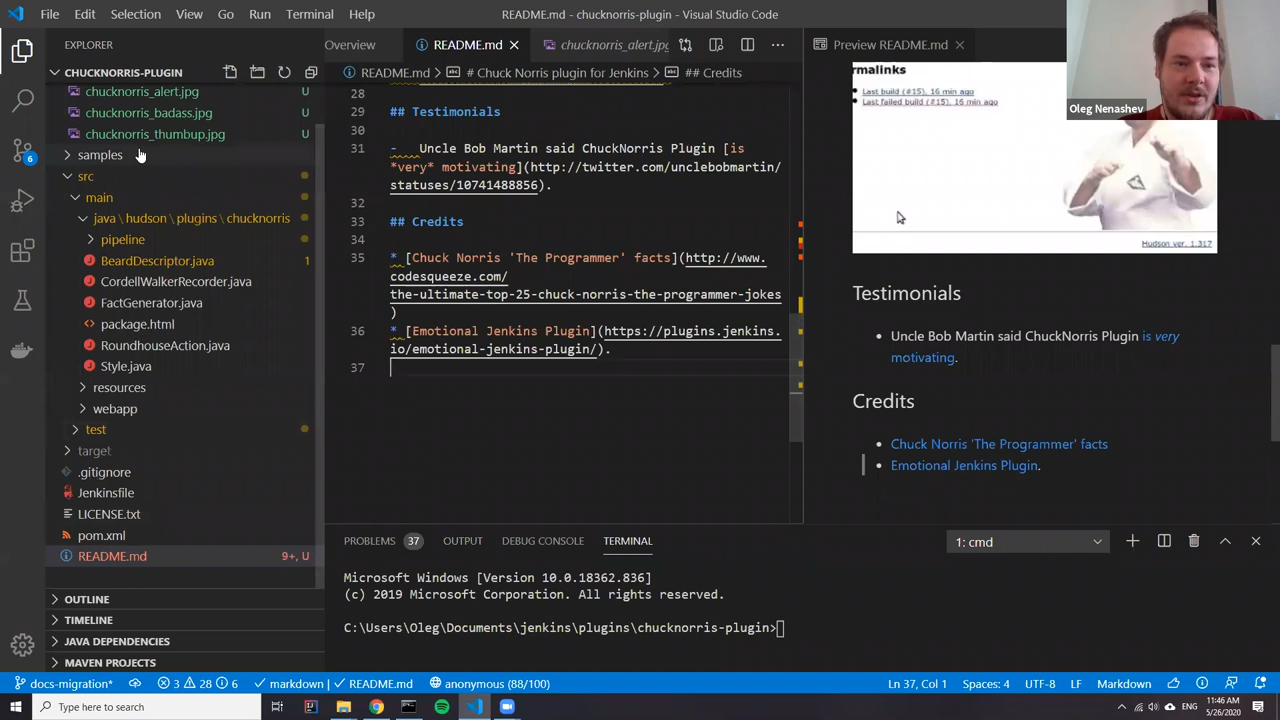 File Edit Selection View Go Run Terminal Help
README.md - chucknorris-plugin - Visual Studio Code
EXPLORER
CHUCKNORRIS-PLUGIN
chucknorris_alert.jpg U
chucknorris_badass.jpg U
chucknorris_thumbup.jpg U
samples
src
main
java \ hudson \ plugins \ chucknorris
pipeline
BeardDescriptor.java 1
CordellWalkerRecorder.java
FactGenerator.java
package.html
RoundhouseAction.java
Style.java
resources
webapp
test
target
.gitignore
Jenkinsfile
LICENSE.txt
pom.xml
README.md 9+, U
OUTLINE
TIMELINE
JAVA DEPENDENCIES
MAVEN PROJECTS
6
Overview README.md chucknorris_alert.jpg
README.md > # Chuck Norris plugin for Jenkins > ## Credits
28
29 ## Testimonials
30
31 -   Uncle Bob Martin said ChuckNorris Plugin [is
*very* motivating](http://twitter.com/unclebobmartin/
statuses/10741488856).
32
33 ## Credits
34
35 * [Chuck Norris 'The Programmer' facts](http://www.
codesqueeze.com/
the-ultimate-top-25-chuck-norris-the-programmer-jokes
)
36 * [Emotional Jenkins Plugin](https://plugins.jenkins.
io/emotional-jenkins-plugin/).
37
Preview README.md
rmalinks
Last build (#15), 16 min ago
Last failed build (#15), 16 min ago
Hudson ver. 1.317
Testimonials
Uncle Bob Martin said ChuckNorris Plugin is very
motivating.
Credits
Chuck Norris 'The Programmer' facts
Emotional Jenkins Plugin.
Oleg Nenashev
PROBLEMS 37 OUTPUT DEBUG CONSOLE TERMINAL
1: cmd
Microsoft Windows [Version 10.0.18362.836]
(c) 2019 Microsoft Corporation. All rights reserved.
C:\Users\Oleg\Documents\jenkins\plugins\chucknorris-plugin>
docs-migration* 3 28 6 markdown | README.md anonymous (88/100)
Ln 37, Col 1 Spaces: 4 UTF-8 LF Markdown
Type here to search
ENG 11:46 AM
5/26/2020